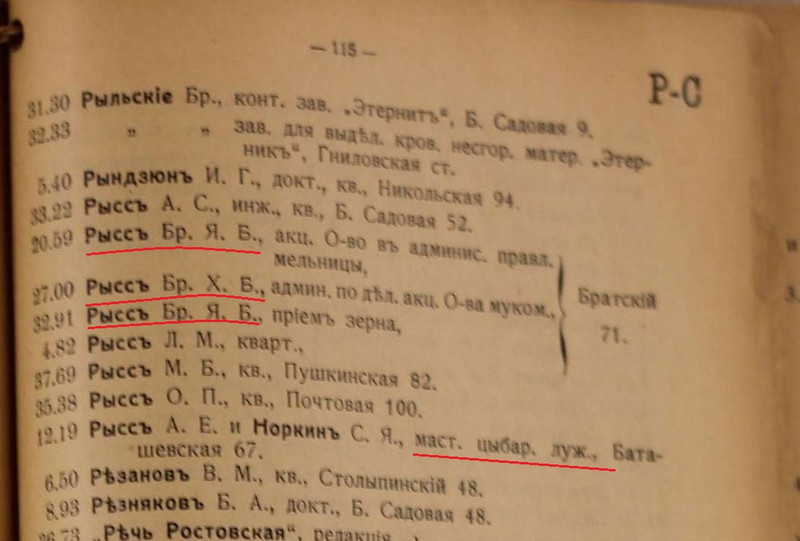 — 115 —
Р-С
31.30 Рыльскіе Бр., конт. зав. „Этернитъ“, Б. Садовая 9.
32.33 „ „ зав. для выдѣл. кров. несгор. матер. „Этер-
никъ“, Гниловская ст.
5.40 Рындзюнъ И. Г., докт., кв., Никольская 94.
33.22 Рыссъ А. С., инж., кв., Б. Садовая 52.
20.59 Рыссъ Бр. Я. Б., акц. О-во въ админис. правл.
мельницы,
27.00 Рыссъ Бр. Х. Б., админ. по дѣл. акц. О-ва муком.,
32.91 Рыссъ Бр. Я. Б., пріемъ зерна,
Братскій
71.
4.82 Рыссъ Л. М., кварт.,
37.69 Рыссъ М. Б., кв., Пушкинская 82.
35.38 Рыссъ О. П., кв., Почтовая 100.
12.19 Рыссъ А. Е. и Норкинъ С. Я., маст. цыбар. луж., Бата-
шевская 67.
6.50 Рѣзановъ В. М., кв., Столыпинскій 48.
8.93 Рѣзняковъ Б. А., докт., Б. Садовая 48.
26.73 „Рѣчь Ростовская“, редакція